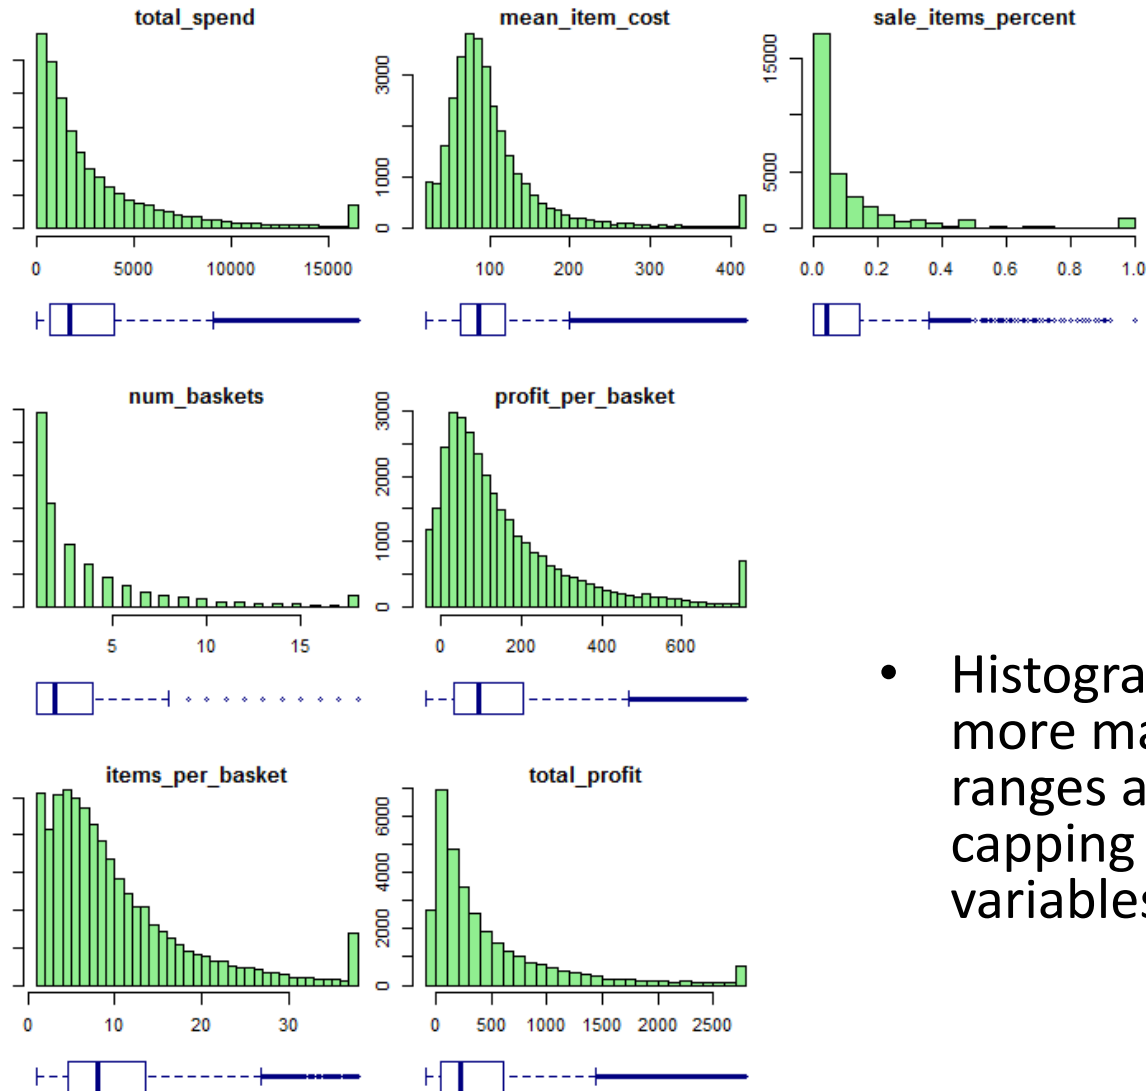 total_spend
mean_item_cost
sale_items_percent
3000
1000
0
15000
5000
0
0 5000 10000 15000
100 200 300 400
0.0 0.2 0.4 0.6 0.8 1.0
num_baskets
profit_per_basket
3000
2000
1000
0
5 10 15
0 200 400 600
• Histogra
more ma
ranges a
capping
variables
items_per_basket
total_profit
6000
4000
2000
0
0 10 20 30
0 500 1000 1500 2000 2500